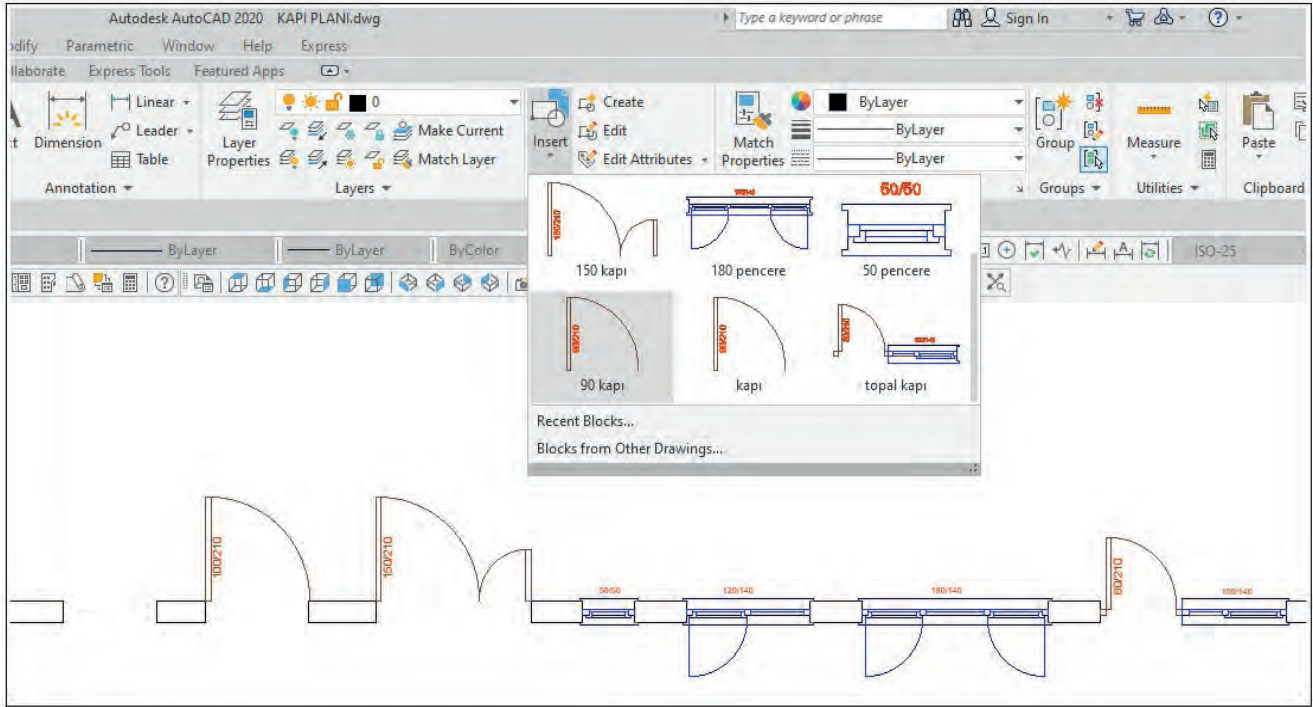 Autodesk AutoCAD 2020 KAPI PLANI.dwg
Type a keyword or phrase
Sign In
Parametric Window Help Express
Express Tools Featured Apps
Linear
0
Create
ByLayer
Dimension
Leader
Layer Properties
Make Current
Insert
Edit
Match Properties
ByLayer
Group
Measure
Paste
Table
Match Layer
Edit Attributes
ByLayer
Annotation
Layers
Groups
Utilities
Clipboard
150/210
50/50
150 kapı
180 pencere
50 pencere
ByLayer
ByLayer
ByColor
ISO-25
90/210
90/210
90 kapı
kapı
topal kapı
Recent Blocks...
Blocks from Other Drawings...
100/210
150/210
80/210
50/50
120/140
180/140
100/140